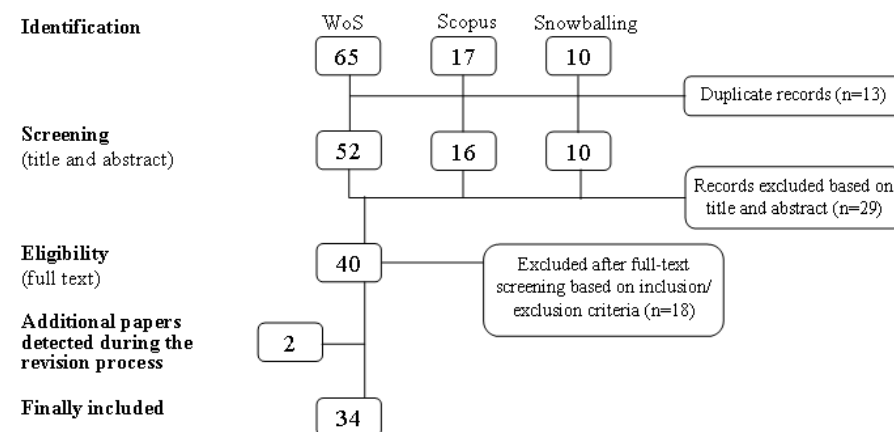 Identification
WoS
Scopus
Snowballing
65
17
10
Duplicate records (n=13)
Screening
(title and abstract)
52
16
10
Records excluded based on
title and abstract (n=29)
Eligibility
(full text)
40
Excluded after full-text
screening based on inclusion/
exclusion criteria (n=18)
Additional papers
detected during the
revision process
2
Finally included
34